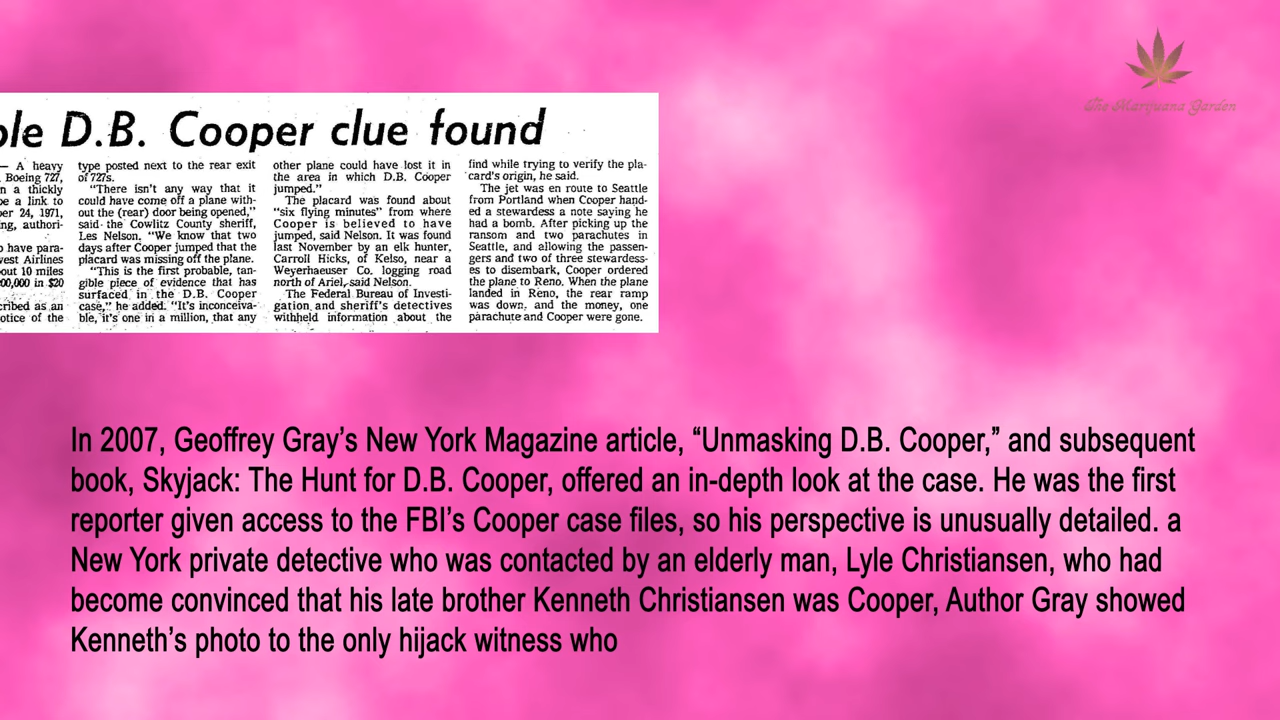 ole D.B. Cooper clue found
— A heavy
Boeing 727,
n a thickly
be a link to
ber 24, 1971,
ng, authori-
o have para-
west Airlines
out 10 miles
00,000 in $20
cribed as an
otice of the
type posted next to the rear exit
of 727s.
"There isn't any way that it
could have come off a plane with-
out the (rear) door being opened,"
said the Cowlitz County sheriff,
Les Nelson. "We know that two
days after Cooper jumped that the
placard was missing off the plane.
"This is the first probable, tan-
gible piece of evidence that has
surfaced in the D.B. Cooper
case," he added. "It's inconceiva-
ble, it's one in a million, that any
other plane could have lost it in
the area in which D.B. Cooper
jumped."
The placard was found about
"six flying minutes" from where
Cooper is believed to have
jumped, said Nelson. It was found
last November by an elk hunter,
Carroll Hicks, of Kelso, near a
Weyerhaeuser Co. logging road
north of Ariel, said Nelson.
The Federal Bureau of Investi-
gation and sheriff's detectives
withheld information about the
find while trying to verify the pla-
card's origin, he said.
The jet was en route to Seattle
from Portland when Cooper hand-
ed a stewardess a note saying he
had a bomb. After picking up the
ransom and two parachutes in
Seattle, and allowing the passen-
gers and two of three stewardess-
es to disembark, Cooper ordered
the plane to Reno. When the plane
landed in Reno, the rear ramp
was down, and the money, one
parachute and Cooper were gone.
The Marijuana Garden
In 2007, Geoffrey Gray's New York Magazine article, “Unmasking D.B. Cooper,” and subsequent
book, Skyjack: The Hunt for D.B. Cooper, offered an in-depth look at the case. He was the first
reporter given access to the FBI's Cooper case files, so his perspective is unusually detailed. a
New York private detective who was contacted by an elderly man, Lyle Christiansen, who had
become convinced that his late brother Kenneth Christiansen was Cooper, Author Gray showed
Kenneth's photo to the only hijack witness who